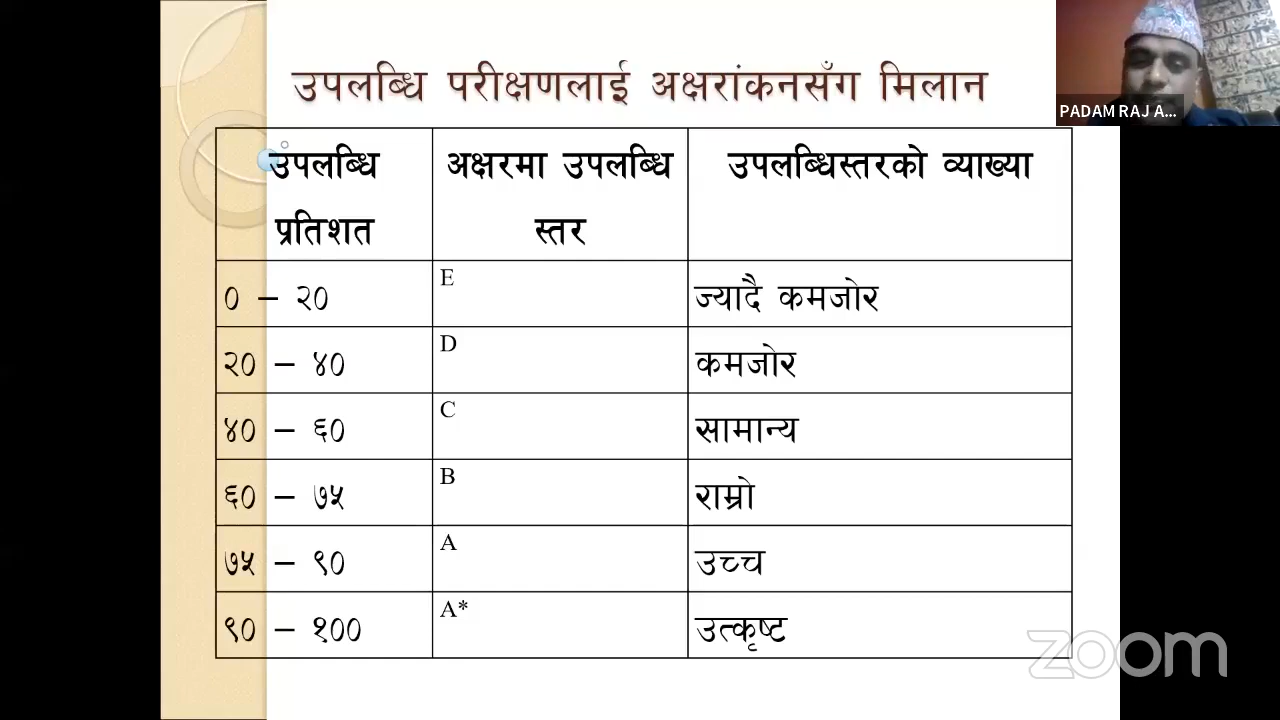 उपलब्धि परीक्षणलाई अक्षरांकनसँग मिलान
PADAM RAJ A...
उपलब्धि प्रतिशत	अक्षरमा उपलब्धि स्तर	उपलब्धिस्तरको व्याख्या
० – २०	E	ज्यादै कमजोर
२० – ४०	D	कमजोर
४० – ६०	C	सामान्य
६० – ७५	B	राम्रो
७५ – ९०	A	उच्च
९० – १००	A*	उत्कृष्ट
zoom